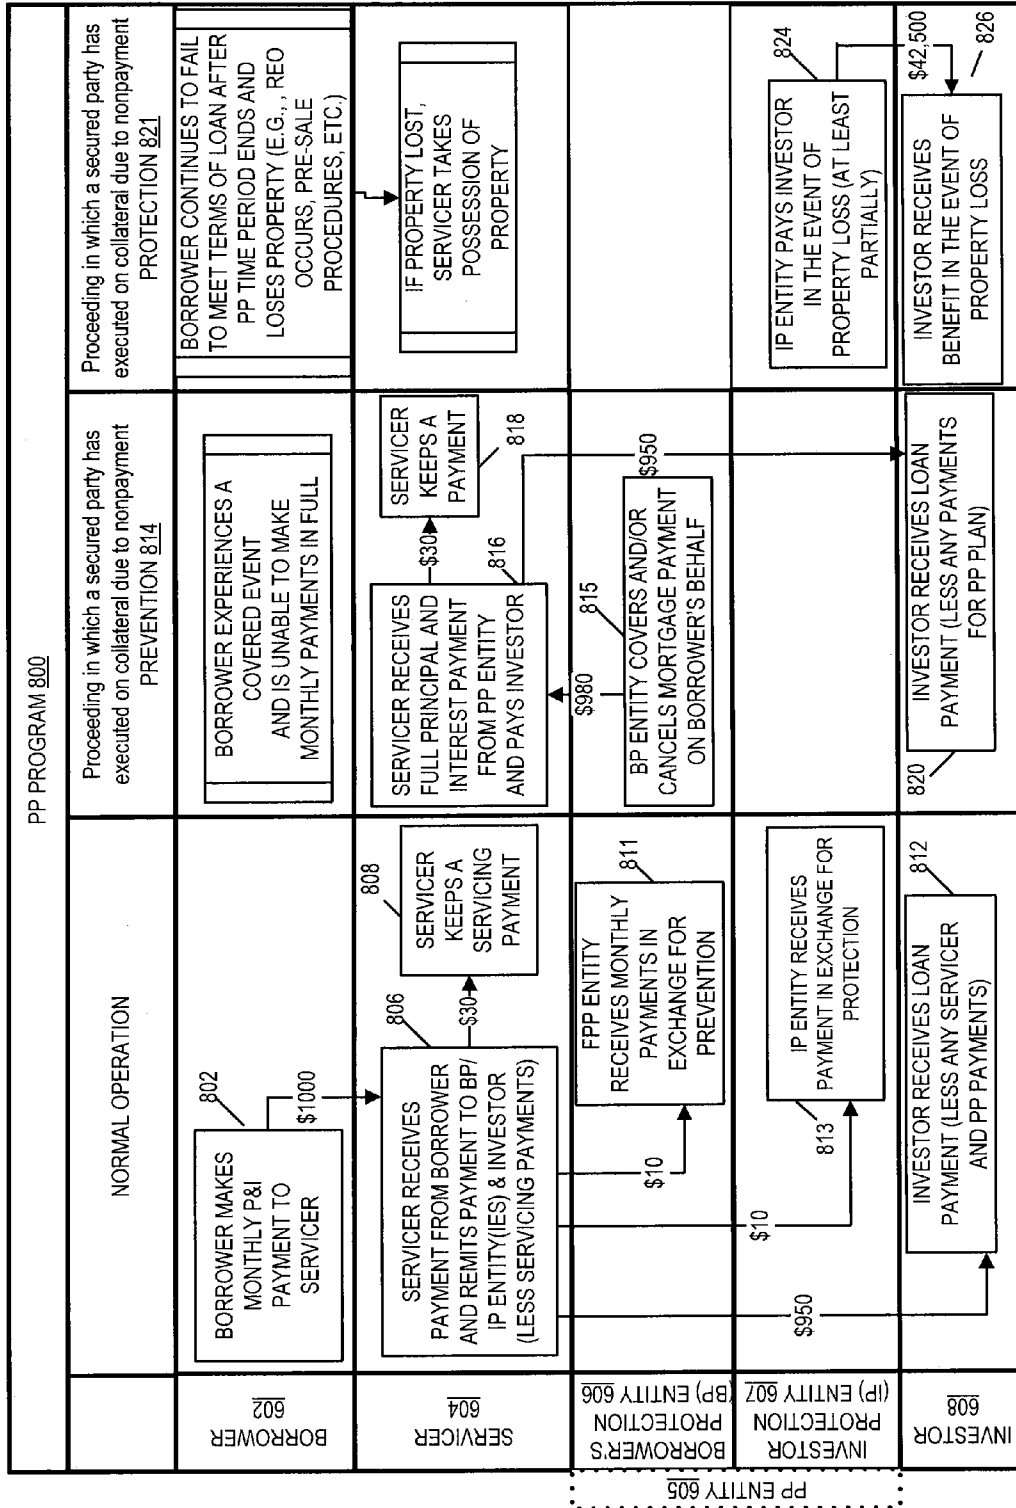 PP PROGRAM 800
NORMAL OPERATION
Proceeding in which a secured party has
executed on collateral due to nonpayment
PREVENTION 814
Proceeding in which a secured party has
executed on collateral due to nonpayment
PROTECTION 821
BORROWER
602
BORROWER MAKES
MONTHLY P&I
PAYMENT TO
SERVICER
802
$1000
BORROWER EXPERIENCES A
COVERED EVENT
AND IS UNABLE TO MAKE
MONTHLY PAYMENTS IN FULL
BORROWER CONTINUES TO FAIL
TO MEET TERMS OF LOAN AFTER
PP TIME PERIOD ENDS AND
LOSES PROPERTY (E.G., , REO
OCCURS, PRE-SALE
PROCEDURES, ETC.)
SERVICER
604
SERVICER RECEIVES
PAYMENT FROM BORROWER
AND REMITS PAYMENT TO BP/
IP ENTITY(IES) & INVESTOR
(LESS SERVICING PAYMENTS)
806
$30
SERVICER
KEEPS A
SERVICING
PAYMENT
808
SERVICER RECEIVES
FULL PRINCIPAL AND
INTEREST PAYMENT
FROM PP ENTITY
AND PAYS INVESTOR
816
$30
SERVICER
KEEPS A
PAYMENT
818
IF PROPERTY LOST,
SERVICER TAKES
POSSESSION OF
PROPERTY
PP ENTITY 605
BORROWER'S
PROTECTION
(BP) ENTITY 606
$10
FPP ENTITY
RECEIVES MONTHLY
PAYMENTS IN
EXCHANGE FOR
PREVENTION
811
$980
BP ENTITY COVERS AND/OR
CANCELS MORTGAGE PAYMENT
ON BORROWER'S BEHALF
815
$950
INVESTOR
PROTECTION
(IP) ENTITY 607
$10
813
IP ENTITY RECEIVES
PAYMENT IN EXCHANGE FOR
PROTECTION
IP ENTITY PAYS INVESTOR
IN THE EVENT OF
PROPERTY LOSS (AT LEAST
PARTIALLY)
824
INVESTOR
608
$950
INVESTOR RECEIVES LOAN
PAYMENT (LESS ANY SERVICER
AND PP PAYMENTS)
812
820
INVESTOR RECEIVES LOAN
PAYMENT (LESS ANY PAYMENTS
FOR PP PLAN)
$42,500
INVESTOR RECEIVES
BENEFIT IN THE EVENT OF
PROPERTY LOSS
826